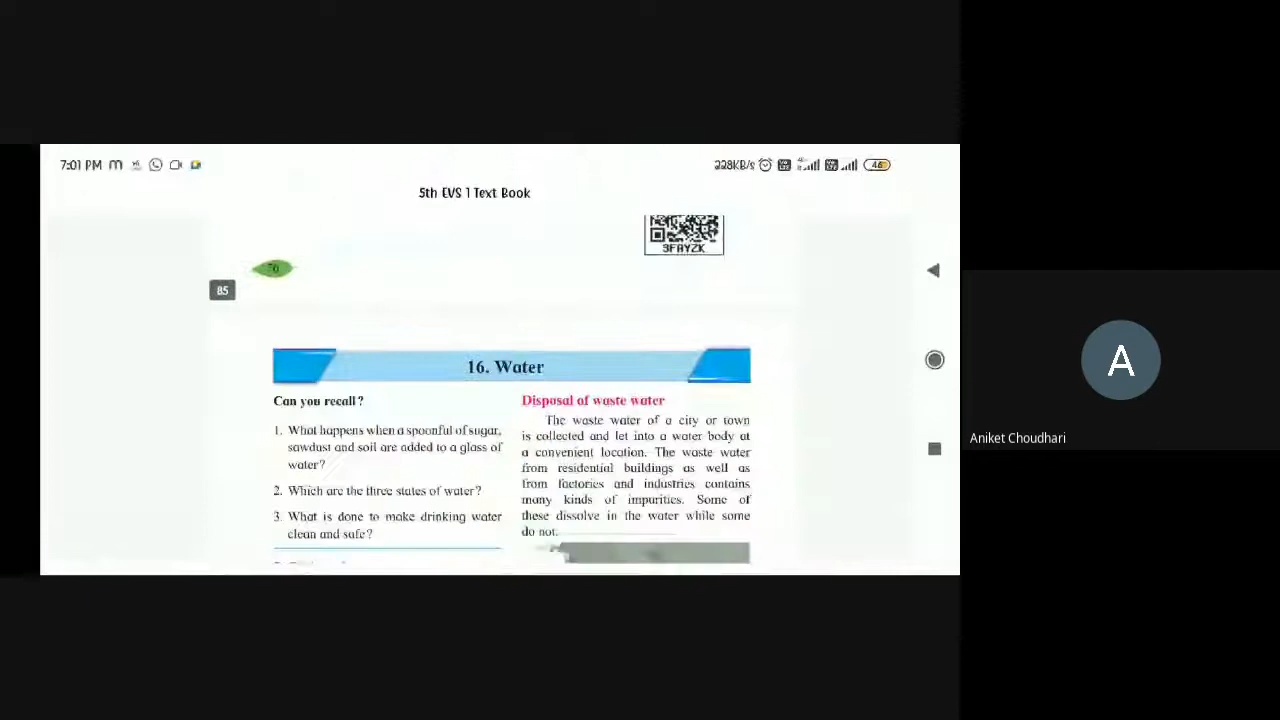 7:01 PM
228KB/s
46
5th EVS 1 Text Book
3FAYZK
70
85
16. Water
Can you recall?
1. What happens when a spoonful of sugar,
sawdust and soil are added to a glass of
water?
2. Which are the three states of water?
3. What is done to make drinking water
clean and safe?
Disposal of waste water
The waste water of a city or town
is collected and let into a water body at
a convenient location. The waste water
from residential buildings as well as
from factories and industries contains
many kinds of impurities. Some of
these dissolve in the water while some
do not.
A
Aniket Choudhari